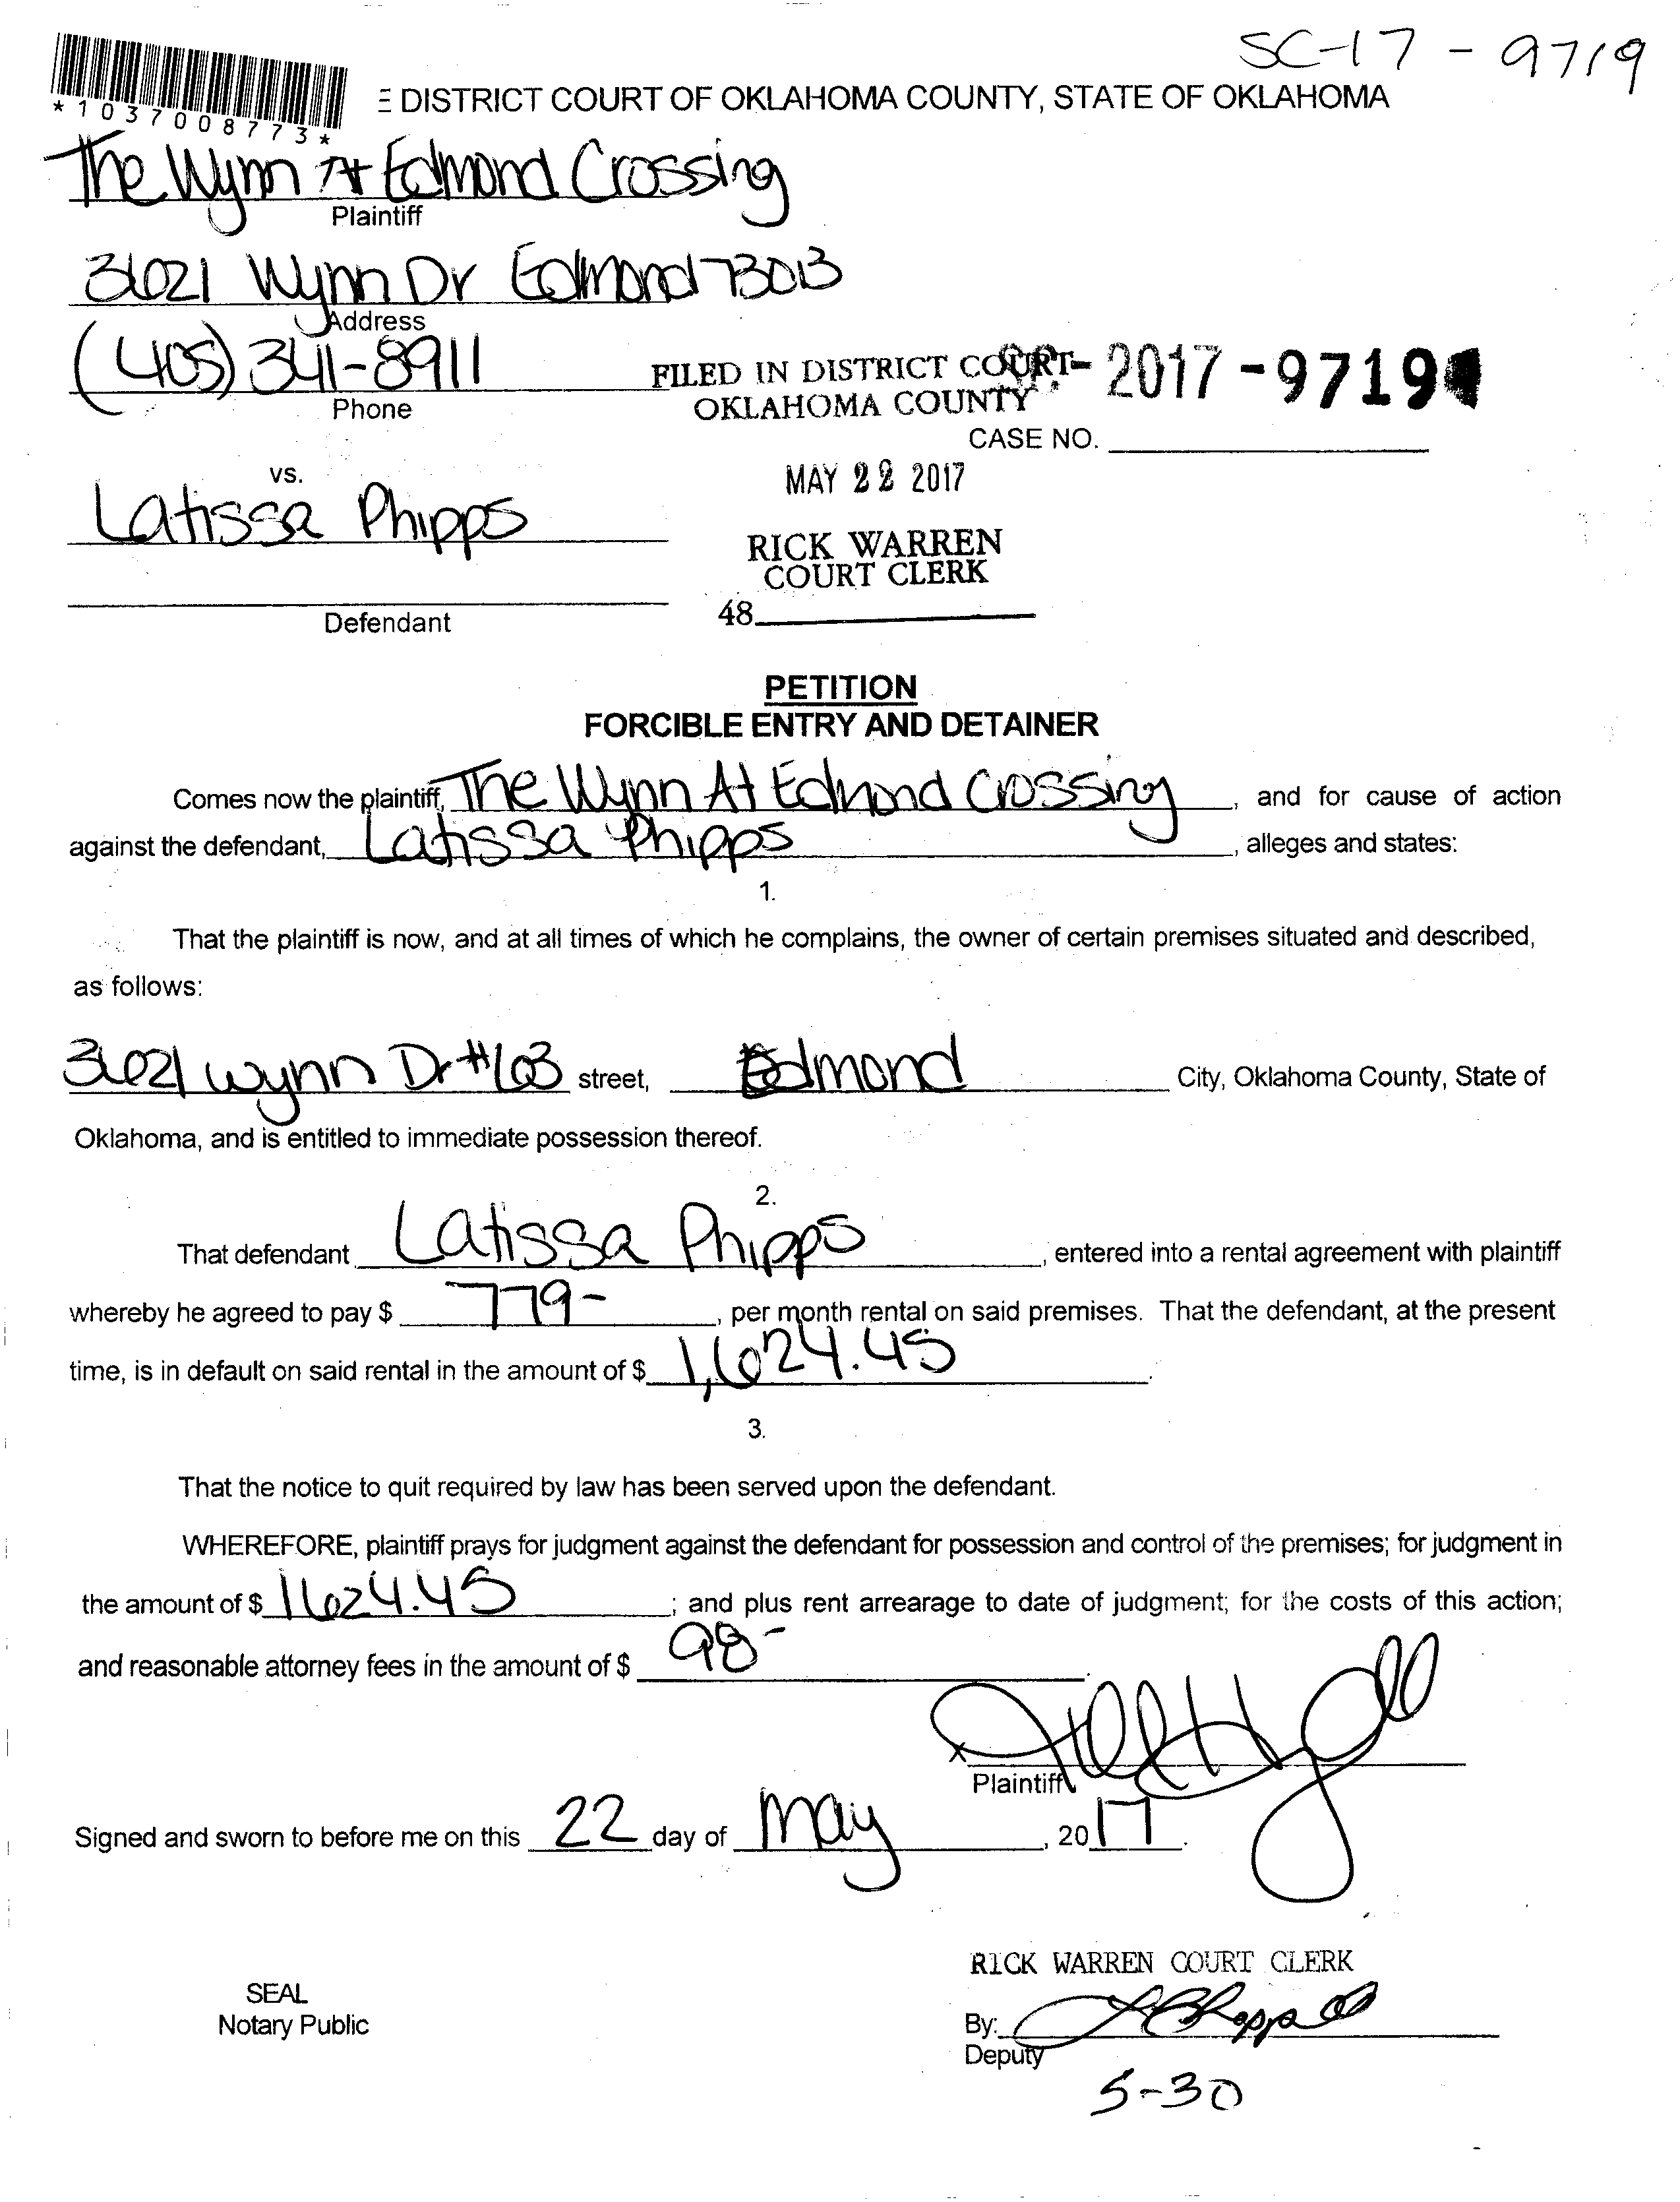 SC-17-9719
*1037008773*
E DISTRICT COURT OF OKLAHOMA COUNTY, STATE OF OKLAHOMA
The Wynn At Edmond Crossing
Plaintiff
3621 Wynn Dr Edmond 73013
Address
(405) 341-8911
Phone
FILED IN DISTRICT COURT
OKLAHOMA COUNTY
- 2017 - 9719
CASE NO.
MAY 22 2017
vs.
Latissa Phipps
RICK WARREN
COURT CLERK
48
Defendant
PETITION
FORCIBLE ENTRY AND DETAINER
Comes now the plaintiff, The Wynn At Edmond Crossing, and for cause of action
against the defendant, Latissa Phipps, alleges and states:
1.
That the plaintiff is now, and at all times of which he complains, the owner of certain premises situated and described,
as follows:
3621 Wynn Dr #163 street, Edmond City, Oklahoma County, State of
Oklahoma, and is entitled to immediate possession thereof.
2.
That defendant Latissa Phipps, entered into a rental agreement with plaintiff
whereby he agreed to pay $ 779-, per month rental on said premises. That the defendant, at the present
time, is in default on said rental in the amount of $ 1,624.45.
3.
That the notice to quit required by law has been served upon the defendant.
WHEREFORE, plaintiff prays for judgment against the defendant for possession and control of the premises; for judgment in
the amount of $ 1624.45; and plus rent arrearage to date of judgment; for the costs of this action;
and reasonable attorney fees in the amount of $ 98-.
x
Plaintiff
Signed and sworn to before me on this 22 day of May, 2017.
RICK WARREN COURT CLERK
SEAL
Notary Public
By:
Deputy
5-30